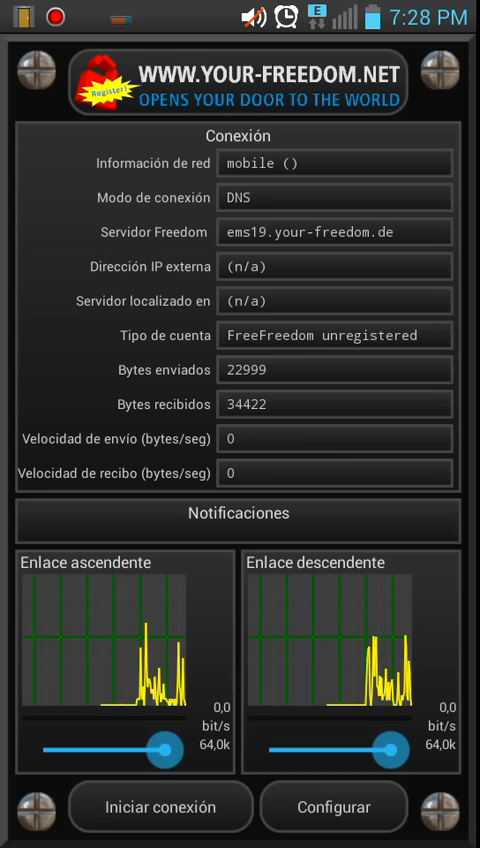 E
7:28 PM
Register!
WWW.YOUR-FREEDOM.NET
OPENS YOUR DOOR TO THE WORLD
Conexión
Información de red mobile ()
Modo de conexión DNS
Servidor Freedom ems19.your-freedom.de
Dirección IP externa (n/a)
Servidor localizado en (n/a)
Tipo de cuenta FreeFreedom unregistered
Bytes enviados 22999
Bytes recibidos 34422
Velocidad de envío (bytes/seg) 0
Velocidad de recibo (bytes/seg) 0
Notificaciones
Enlace ascendente
0,0
bit/s
64,0k
Enlace descendente
0,0
bit/s
64,0k
Iniciar conexión
Configurar